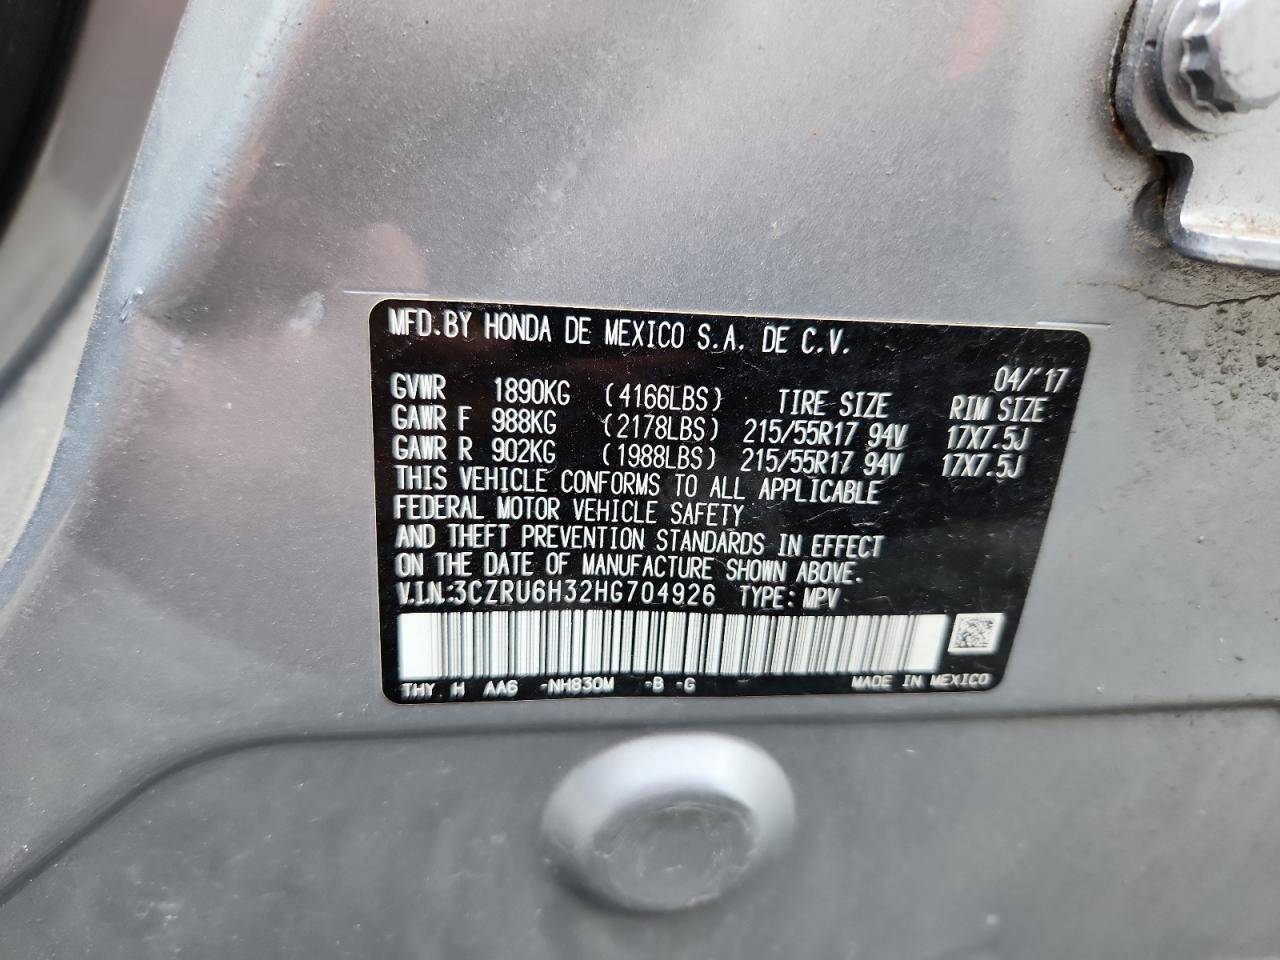 MFD.BY HONDA DE MEXICO S.A. DE C.V.
04/'17
GVWR 1890KG (4166LBS) TIRE SIZE RIM SIZE
GAWR F 988KG (2178LBS) 215/55R17 94V 17X7.5J
GAWR R 902KG (1988LBS) 215/55R17 94V 17X7.5J
THIS VEHICLE CONFORMS TO ALL APPLICABLE
FEDERAL MOTOR VEHICLE SAFETY
AND THEFT PREVENTION STANDARDS IN EFFECT
ON THE DATE OF MANUFACTURE SHOWN ABOVE.
V.I.N.:3CZRU6H32HG704926 TYPE: MPV
THY H AA6 -NH830M -B -G MADE IN MEXICO